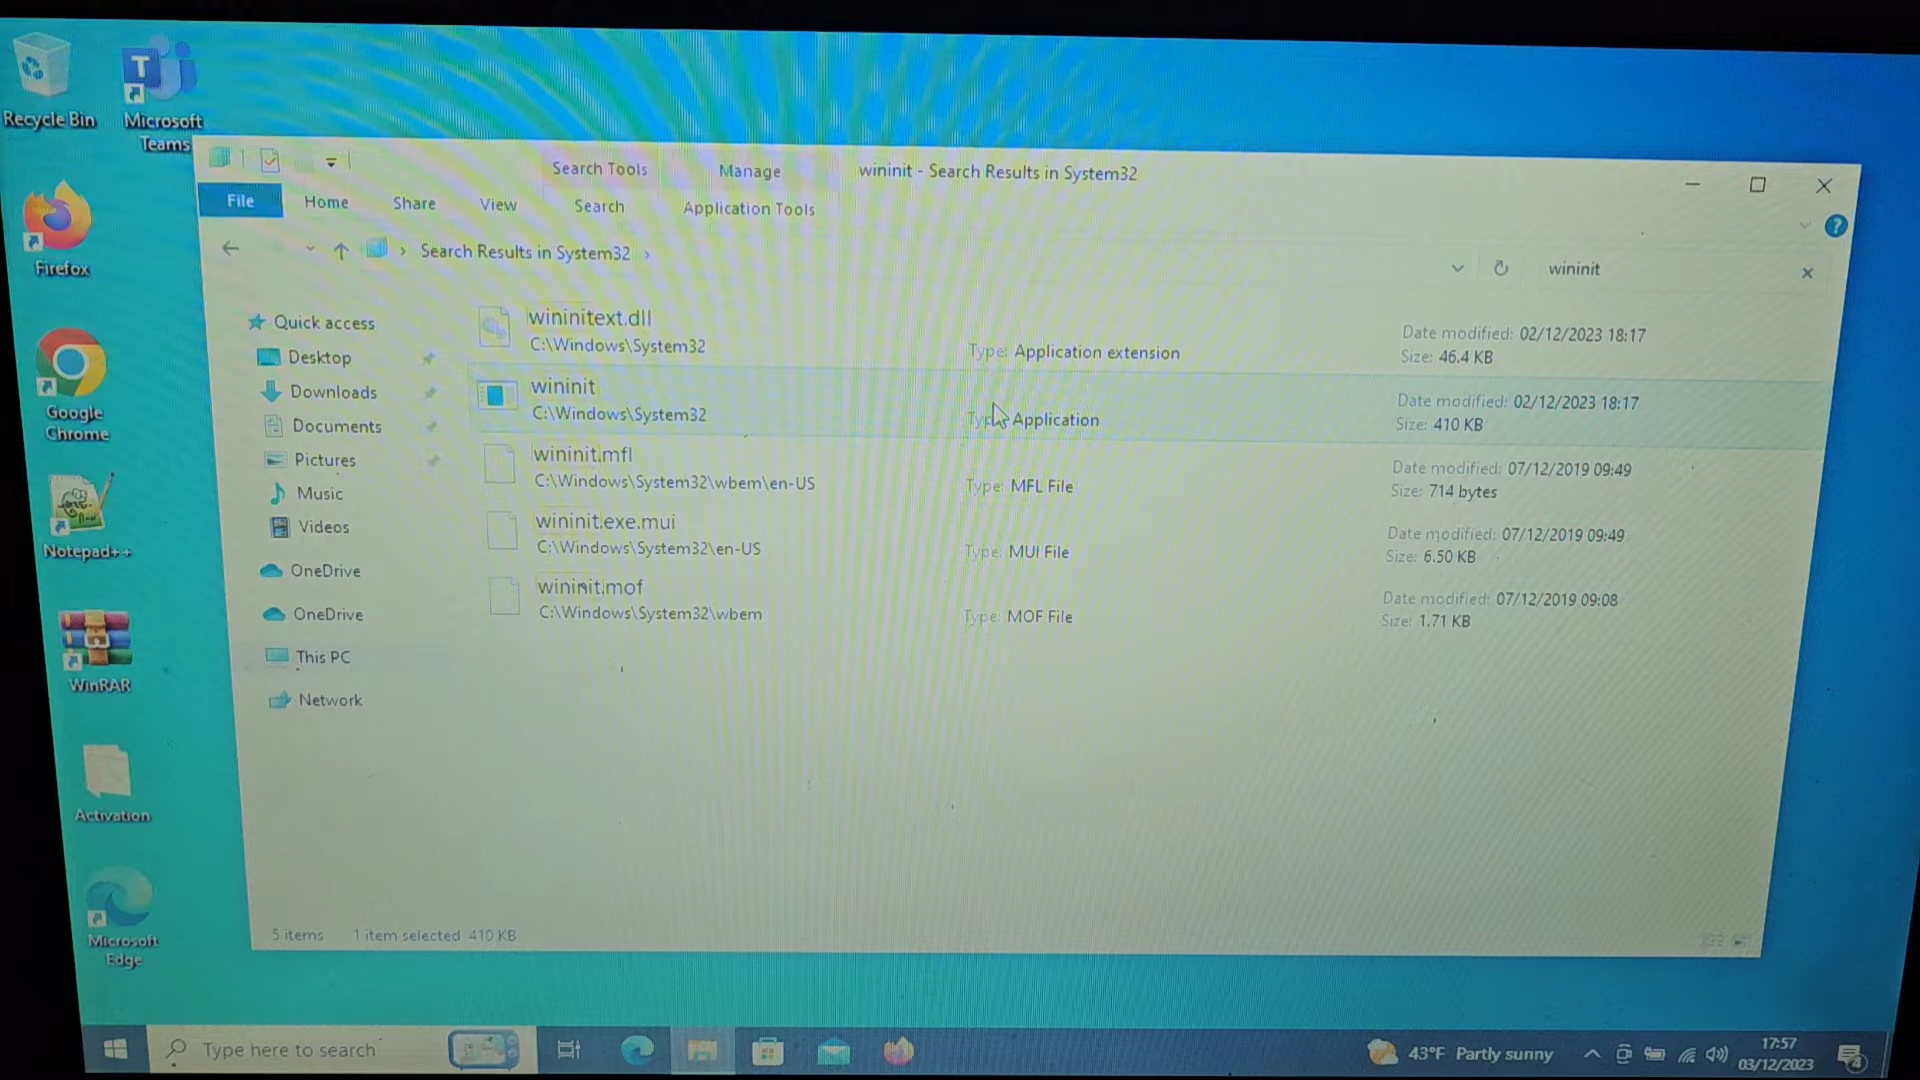 Recycle Bin
Microsoft
Teams
Firefox
Google
Chrome
Notepad++
WinRAR
Activation
Microsoft
Edge
Search Tools
Manage
wininit - Search Results in System32
File
Home
Share
View
Search
Application Tools
Search Results in System32
wininit
Quick access
Desktop
Downloads
Documents
Pictures
Music
Videos
OneDrive
OneDrive
This PC
Network
wininitext.dll
C:\Windows\System32
Type: Application extension
Date modified: 02/12/2023 18:17
Size: 46.4 KB
wininit
C:\Windows\System32
Type: Application
Date modified: 02/12/2023 18:17
Size: 410 KB
wininit.mfl
C:\Windows\System32\wbem\en-US
Type: MFL File
Date modified: 07/12/2019 09:49
Size: 714 bytes
wininit.exe.mui
C:\Windows\System32\en-US
Type: MUI File
Date modified: 07/12/2019 09:49
Size: 6.50 KB
wininit.mof
C:\Windows\System32\wbem
Type: MOF File
Date modified: 07/12/2019 09:08
Size: 1.71 KB
5 items
1 item selected 410 KB
Type here to search
43°F Partly sunny
17:57
03/12/2023
4